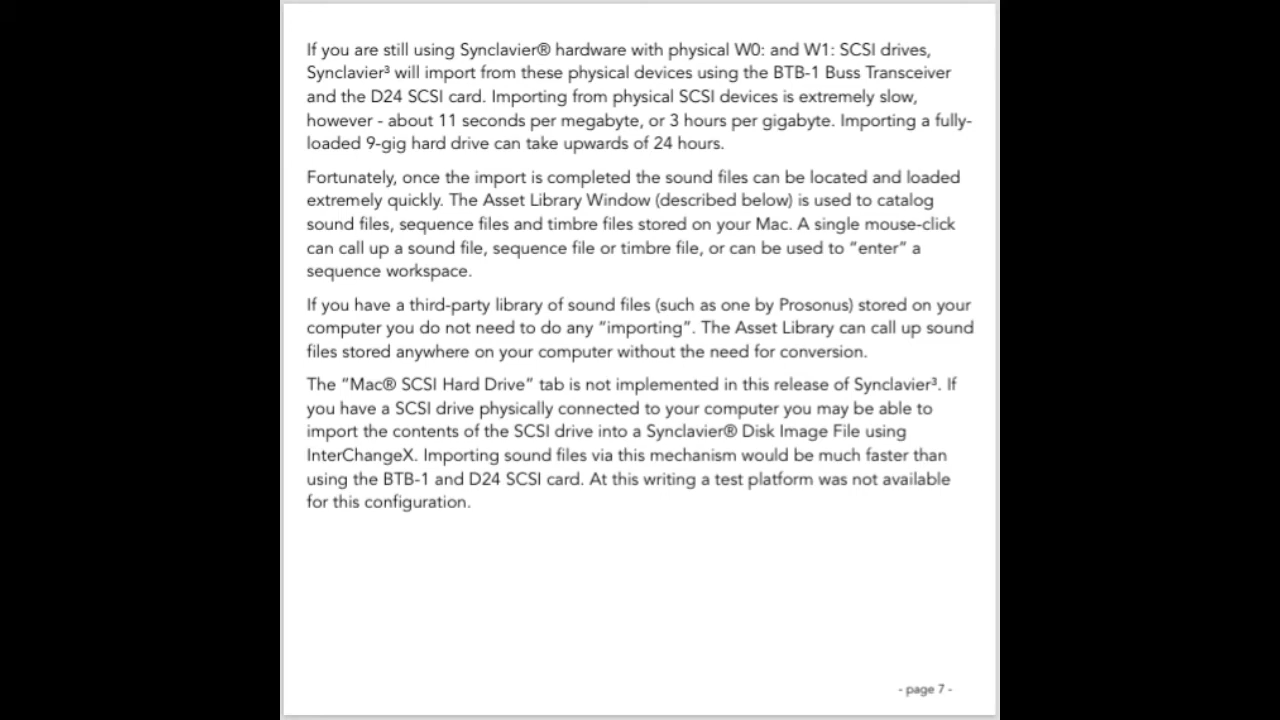 If you are still using Synclavier® hardware with physical W0: and W1: SCSI drives,
Synclavier³ will import from these physical devices using the BTB-1 Buss Transceiver
and the D24 SCSI card. Importing from physical SCSI devices is extremely slow,
however - about 11 seconds per megabyte, or 3 hours per gigabyte. Importing a fully-
loaded 9-gig hard drive can take upwards of 24 hours.
Fortunately, once the import is completed the sound files can be located and loaded
extremely quickly. The Asset Library Window (described below) is used to catalog
sound files, sequence files and timbre files stored on your Mac. A single mouse-click
can call up a sound file, sequence file or timbre file, or can be used to “enter” a
sequence workspace.
If you have a third-party library of sound files (such as one by Prosonus) stored on your
computer you do not need to do any “importing”. The Asset Library can call up sound
files stored anywhere on your computer without the need for conversion.
The “Mac® SCSI Hard Drive” tab is not implemented in this release of Synclavier³. If
you have a SCSI drive physically connected to your computer you may be able to
import the contents of the SCSI drive into a Synclavier® Disk Image File using
InterChangeX. Importing sound files via this mechanism would be much faster than
using the BTB-1 and D24 SCSI card. At this writing a test platform was not available
for this configuration.
- page 7 -